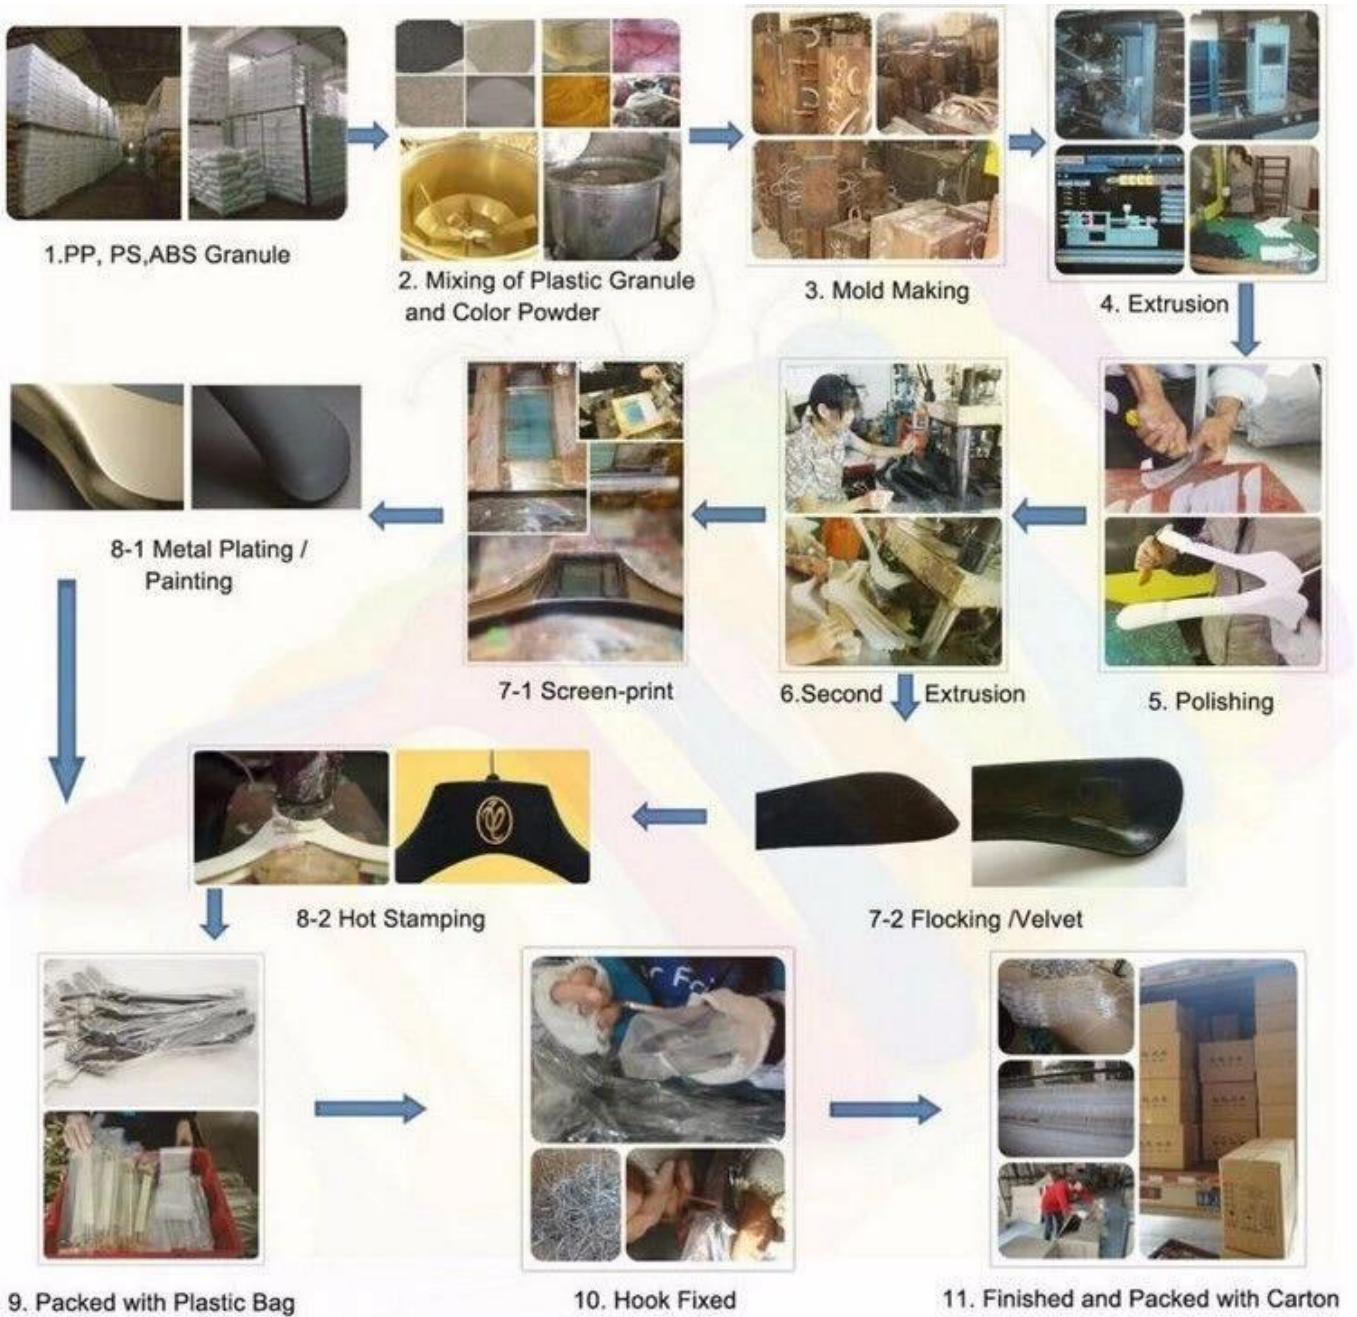 1.PP, PS,ABS Granule
2. Mixing of Plastic Granule
and Color Powder
3. Mold Making
4. Extrusion
8-1 Metal Plating /
Painting
7-1 Screen-print
6.Second Extrusion
5. Polishing
8-2 Hot Stamping
7-2 Flocking /Velvet
9. Packed with Plastic Bag
10. Hook Fixed
11. Finished and Packed with Carton